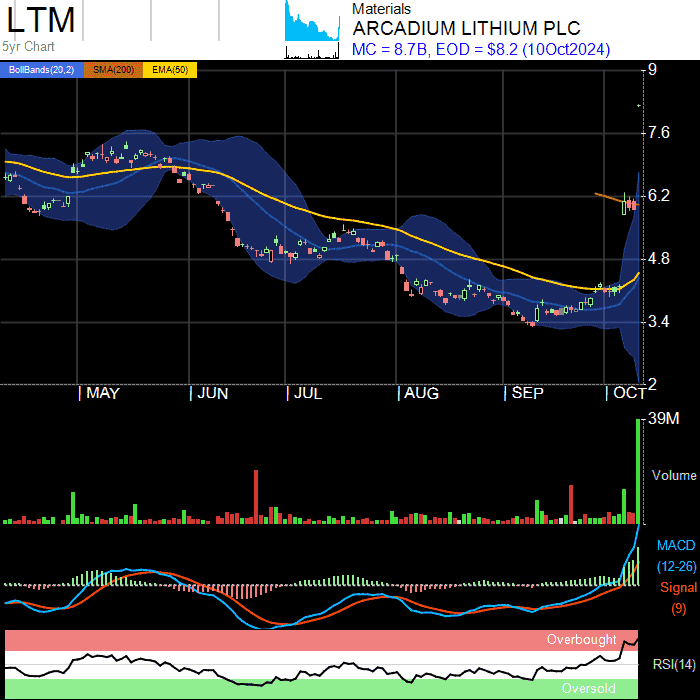 LTM
5yr Chart
Materials
ARCADIUM LITHIUM PLC
MC = 8.7B, EOD = $8.2 (10Oct2024)
BollBands(20,2) SMA(200) EMA(50)
9
7.6
6.2
4.8
3.4
2
| MAY | JUN | JUL | AUG | SEP | OCT
39M
Volume
MACD
(12-26)
Signal
(9)
Overbought
RSI(14)
Oversold